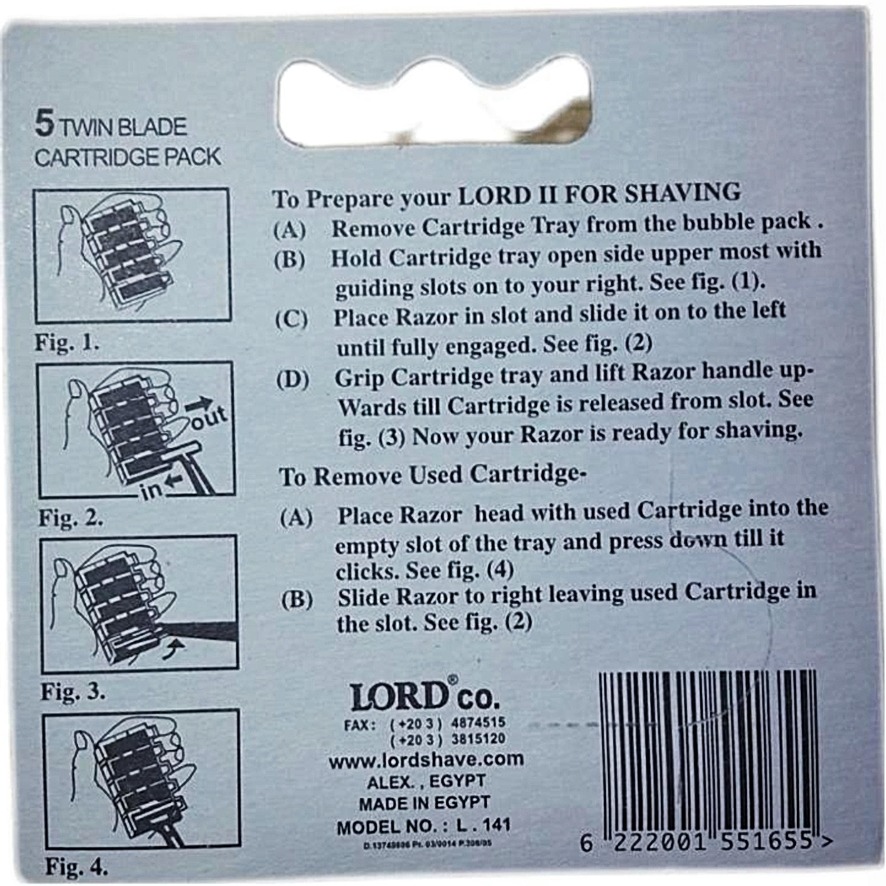 5 TWIN BLADE
CARTRIDGE PACK
Fig. 1.
out
in
Fig. 2.
Fig. 3.
Fig. 4.
To Prepare your LORD II FOR SHAVING
(A) Remove Cartridge Tray from the bubble pack .
(B) Hold Cartridge tray open side upper most with
guiding slots on to your right. See fig. (1).
(C) Place Razor in slot and slide it on to the left
until fully engaged. See fig. (2)
(D) Grip Cartridge tray and lift Razor handle up-
Wards till Cartridge is released from slot. See
fig. (3) Now your Razor is ready for shaving.
To Remove Used Cartridge-
(A) Place Razor head with used Cartridge into the
empty slot of the tray and press down till it
clicks. See fig. (4)
(B) Slide Razor to right leaving used Cartridge in
the slot. See fig. (2)
LORD® CO.
FAX: (+20 3) 4874515
(+20 3) 3815120
www.lordshave.com
ALEX. , EGYPT
MADE IN EGYPT
MODEL NO. : L . 141
6 222001 551655 >